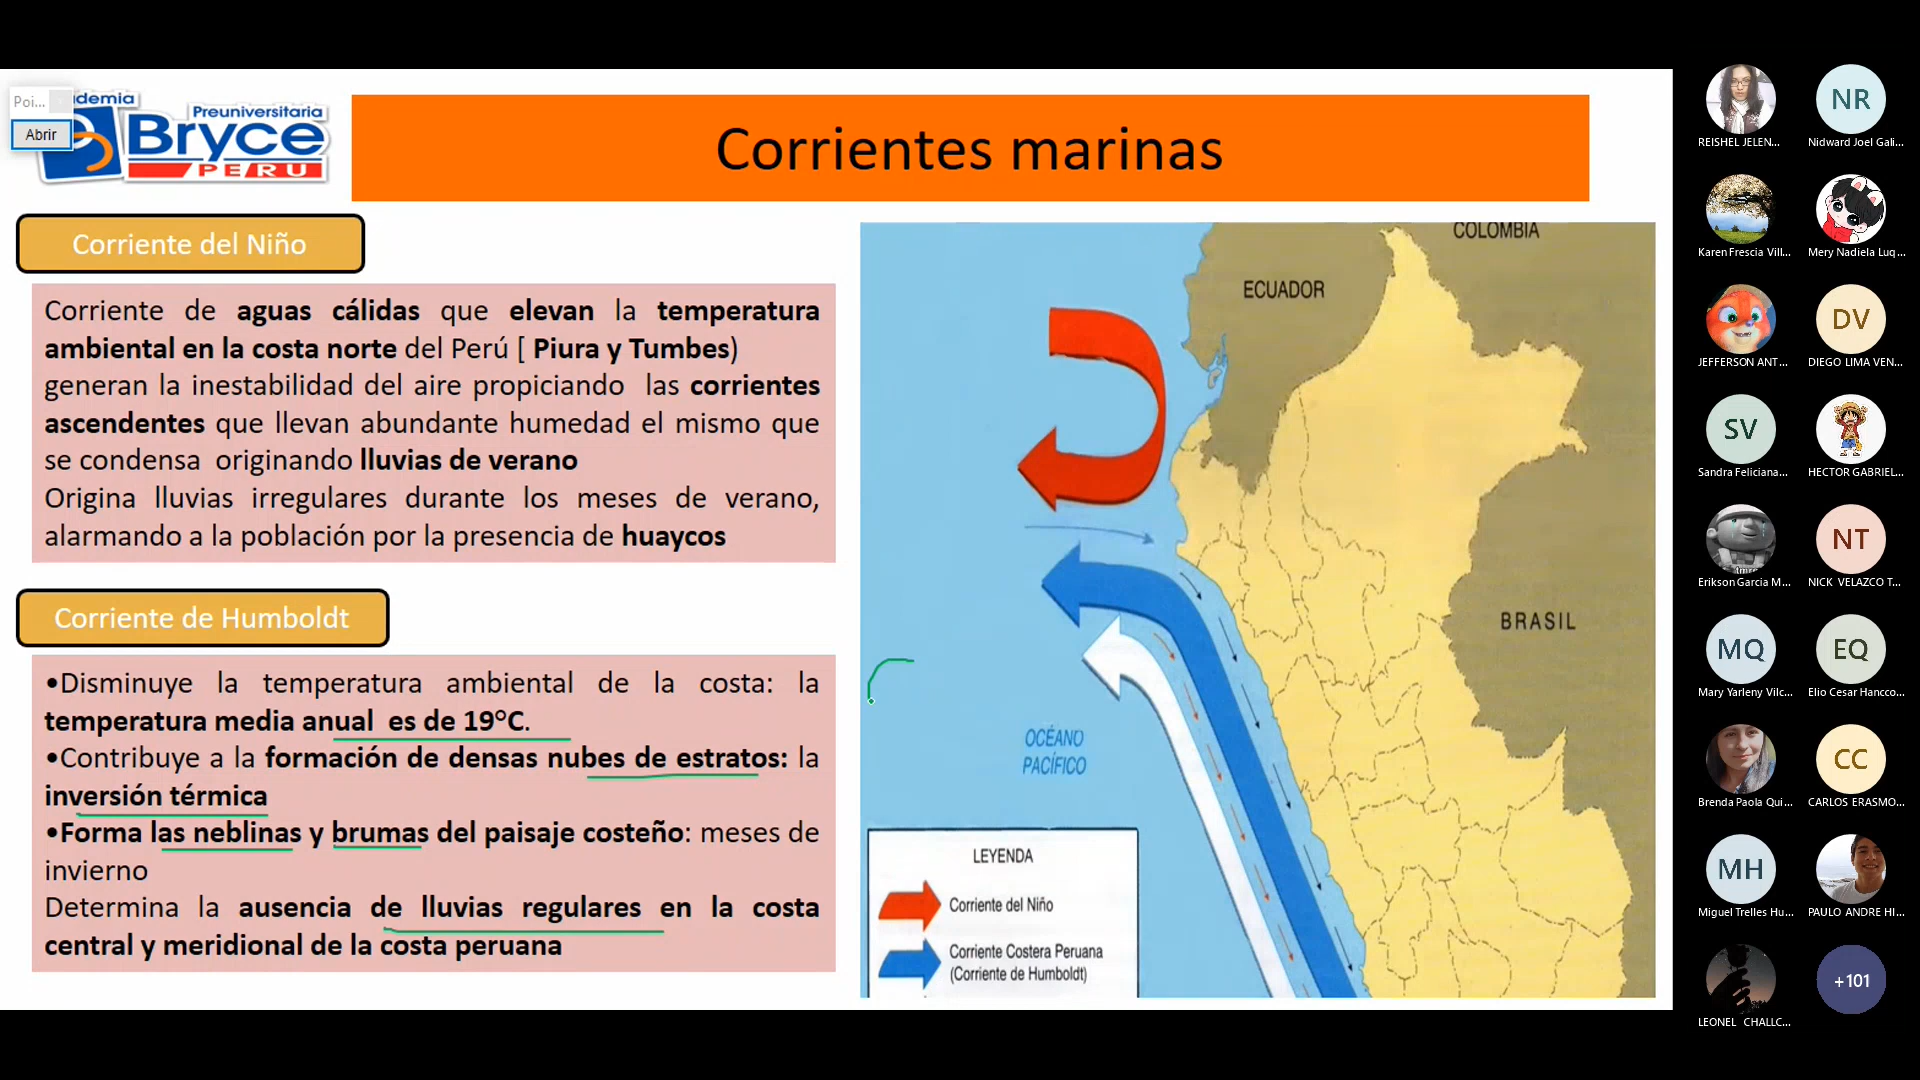 Poi...
Abrir
ademia
Preuniversitaria
Bryce
PERU
Corrientes marinas
Corriente del Niño
Corriente de aguas cálidas que elevan la temperatura
ambiental en la costa norte del Perú [ Piura y Tumbes)
generan la inestabilidad del aire propiciando las corrientes
ascendentes que llevan abundante humedad el mismo que
se condensa originando lluvias de verano
Origina lluvias irregulares durante los meses de verano,
alarmando a la población por la presencia de huaycos
Corriente de Humboldt
•Disminuye la temperatura ambiental de la costa: la
temperatura media anual es de 19°C.
•Contribuye a la formación de densas nubes de estratos: la
inversión térmica
•Forma las neblinas y brumas del paisaje costeño: meses de
invierno
Determina la ausencia de lluvias regulares en la costa
central y meridional de la costa peruana
COLOMBIA
ECUADOR
BRASIL
OCÉANO
PACÍFICO
LEYENDA
Corriente del Niño
Corriente Costera Peruana
(Corriente de Humboldt)
REISHEL JELEN...
NR
Nidward Joel Gali...
Karen Frescia Vill...
Mery Nadiela Luq...
JEFFERSON ANT...
DV
DIEGO LIMA VEN...
SV
Sandra Feliciana...
HECTOR GABRIEL...
Erikson Garcia M...
NT
NICK VELAZCO T...
MQ
Mary Yarleny Vilc...
EQ
Elio Cesar Hancco...
Brenda Paola Qui...
CC
CARLOS ERASMO...
MH
Miguel Trelles Hu...
PAULO ANDRE HI...
LEONEL CHALLC...
+101